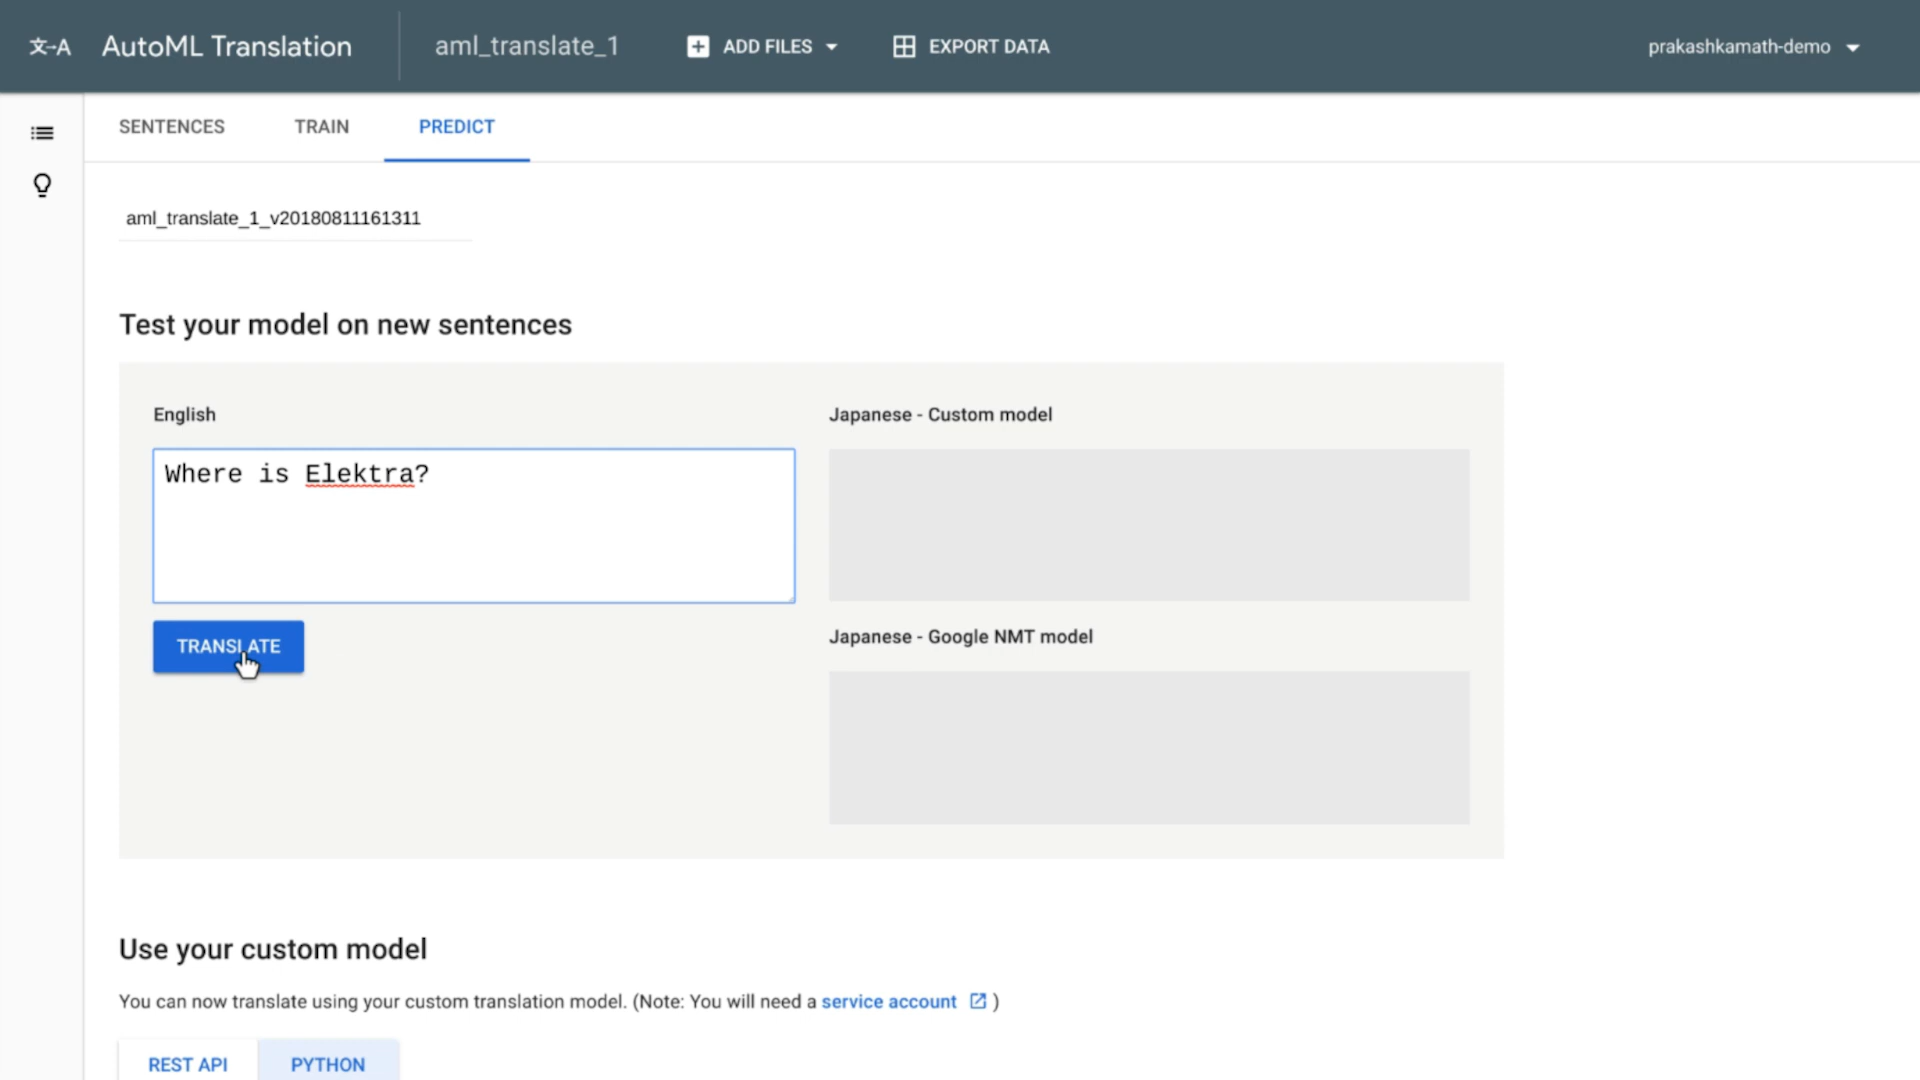 文→A AutoML Translation aml_translate_1 ADD FILES EXPORT DATA prakashkamath-demo
SENTENCES TRAIN PREDICT
aml_translate_1_v20180811161311
Test your model on new sentences
English Japanese - Custom model
Where is Elektra?
TRANSLATE Japanese - Google NMT model
Use your custom model
You can now translate using your custom translation model. (Note: You will need a service account )
REST API PYTHON